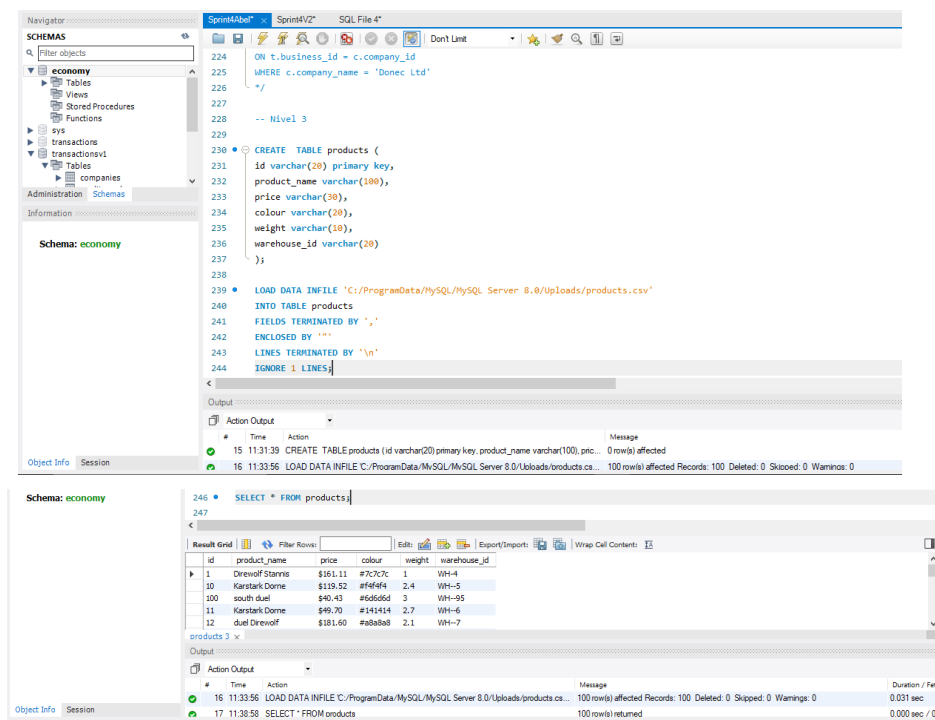 Navigator
Sprint4Abel* × Sprint4V2* SQL File 4*
SCHEMAS
Filter objects
economy
Tables
Views
Stored Procedures
Functions
sys
transactions
transactionsv1
Tables
companies
Administration Schemas
Information
Schema: economy
Object Info Session
Don't Limit
224 ON t.business_id = c.company_id
225 WHERE c.company_name = 'Donec Ltd'
226 */
227
228 -- Nivel 3
229
230 CREATE TABLE products (
231 id varchar(20) primary key,
232 product_name varchar(100),
233 price varchar(30),
234 colour varchar(20),
235 weight varchar(10),
236 warehouse_id varchar(20)
237 );
238
239 LOAD DATA INFILE 'C:/ProgramData/MySQL/MySQL Server 8.0/Uploads/products.csv'
240 INTO TABLE products
241 FIELDS TERMINATED BY ','
242 ENCLOSED BY '"'
243 LINES TERMINATED BY '\n'
244 IGNORE 1 LINES;
Output
Action Output
# Time Action Message
15 11:31:39 CREATE TABLE products ( id varchar(20) primary key, product_name varchar(100), pric... 0 row(s) affected
16 11:33:56 LOAD DATA INFILE 'C:/ProgramData/MySQL/MySQL Server 8.0/Uploads/products.cs... 100 row(s) affected Records: 100 Deleted: 0 Skipped: 0 Warnings: 0
Schema: economy
246 SELECT * FROM products;
247
Result Grid Filter Rows: Edit: Export/Import: Wrap Cell Content:
id product_name price colour weight warehouse_id
1 Direwolf Stannis $161.11 #7c7c7c 1 WH-4
10 Karstark Dorne $119.52 #f4f4f4 2.4 WH--5
100 south duel $40.43 #6d6d6d 3 WH--95
11 Karstark Dorne $49.70 #141414 2.7 WH--6
12 duel Direwolf $181.60 #a8a8a8 2.1 WH--7
products 3 ×
Output
Action Output
# Time Action Message Duration / Fet
16 11:33:56 LOAD DATA INFILE 'C:/ProgramData/MySQL/MySQL Server 8.0/Uploads/products.cs... 100 row(s) affected Records: 100 Deleted: 0 Skipped: 0 Warnings: 0 0.031 sec
17 11:38:58 SELECT * FROM products 100 row(s) returned 0.000 sec / 0
Object Info Session